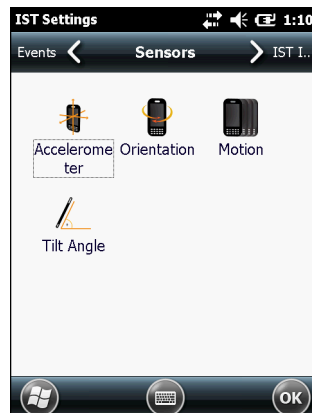 IST Settings 1:10
Events Sensors IST I..
Accelerome Orientation Motion
ter
Tilt Angle
OK